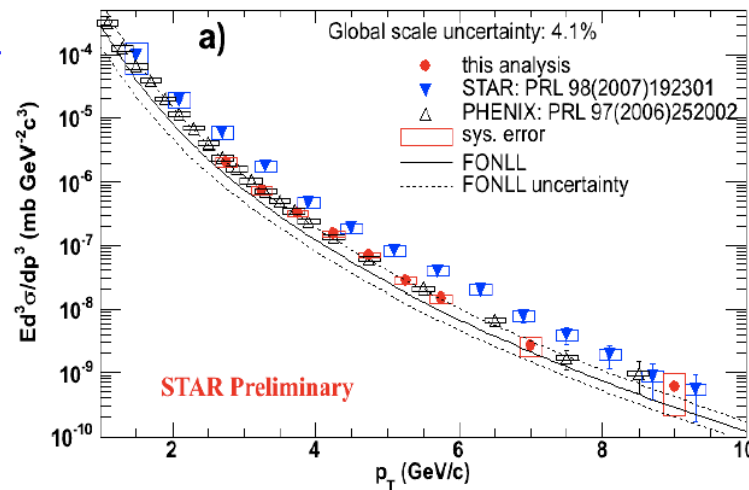 a)
Global scale uncertainty: 4.1%
this analysis
STAR: PRL 98(2007)192301
PHENIX: PRL 97(2006)252002
sys. error
FONLL
FONLL uncertainty
Ed³σ/dp³ (mb GeV⁻²c³)
10⁻⁴
10⁻⁵
10⁻⁶
10⁻⁷
10⁻⁸
10⁻⁹
10⁻¹⁰
STAR Preliminary
2 4 6 8 10
p_T (GeV/c)